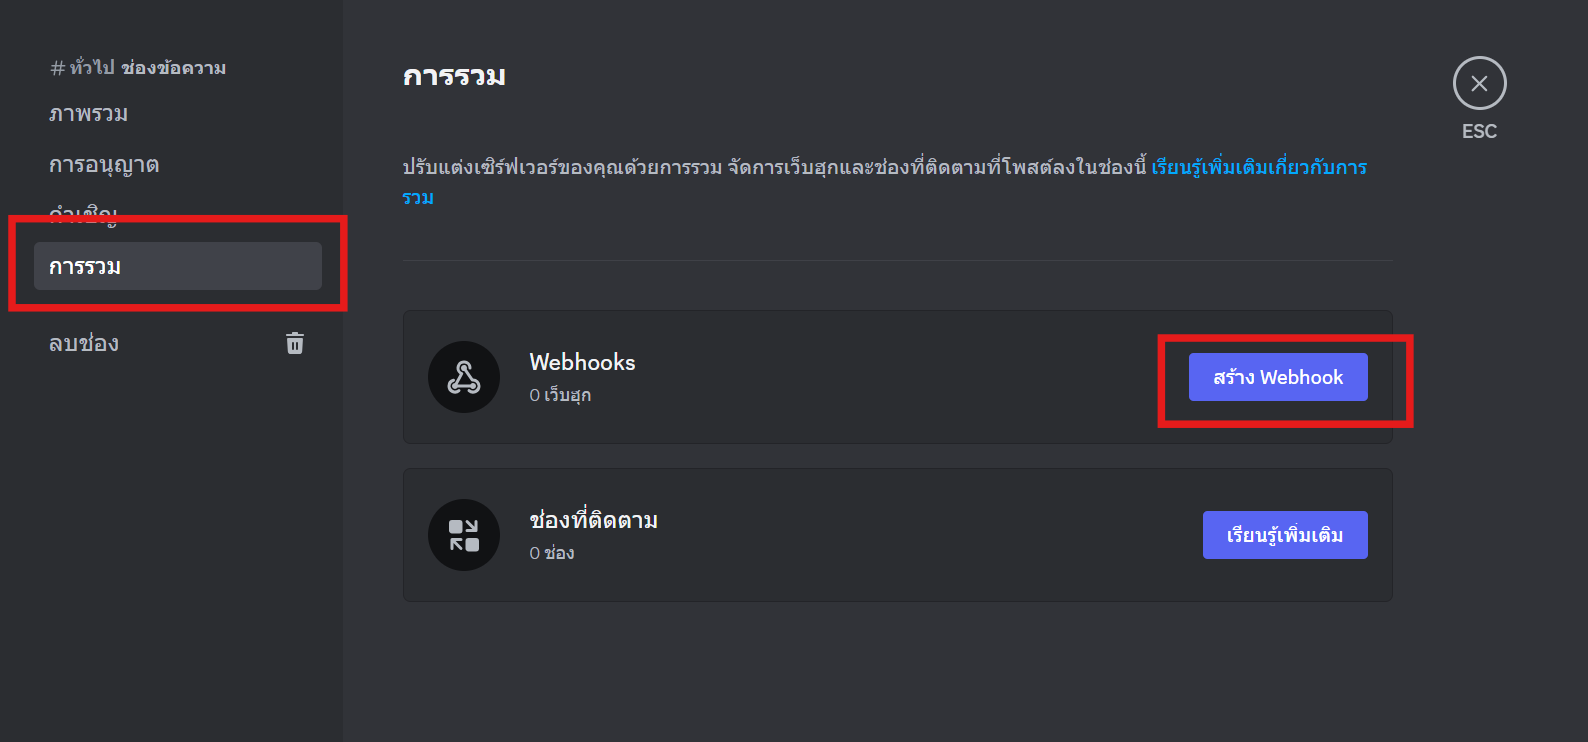 # ทั่วไป ช่องข้อความ
ภาพรวม
การอนุญาต
คำเชิญ
การรวม
ลบช่อง
การรวม
ปรับแต่งเซิร์ฟเวอร์ของคุณด้วยการรวม จัดการเว็บฮุกและช่องที่ติดตามที่โพสต์ลงในช่องนี้ เรียนรู้เพิ่มเติมเกี่ยวกับการ
รวม
Webhooks
0 เว็บฮุก
สร้าง Webhook
ช่องที่ติดตาม
0 ช่อง
เรียนรู้เพิ่มเติม
ESC